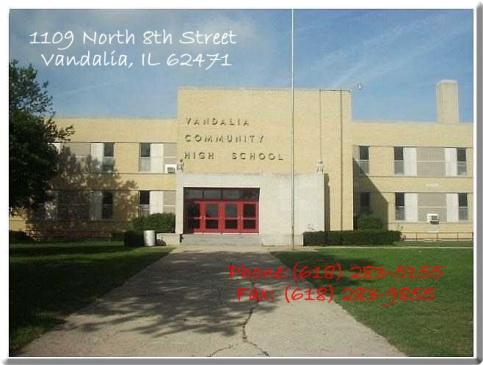 1109 North 8th Street
Vandalia, IL 62471
VANDALIA
COMMUNITY
HIGH SCHOOL
Phone: (618) 283-5155
Fax: (618) 283-9855